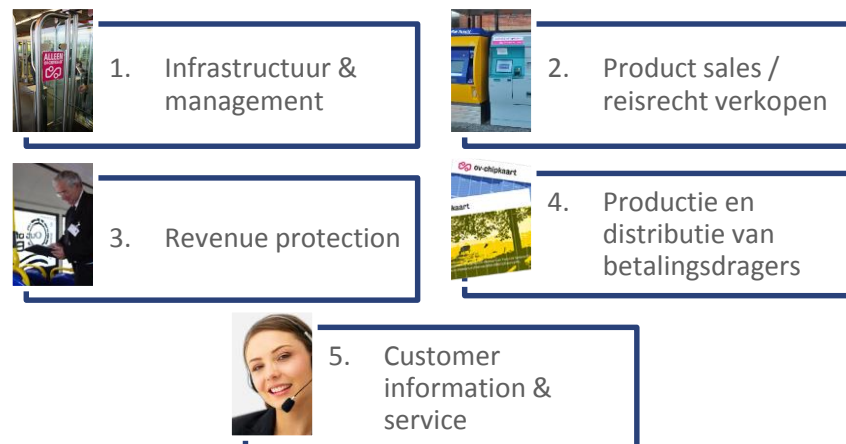 ALLEEN
1. Infrastructuur &
management
2. Product sales /
reisrecht verkopen
3. Revenue protection
ov-chipkaart
kaart
4. Productie en
distributie van
betalingsdragers
5. Customer
information &
service